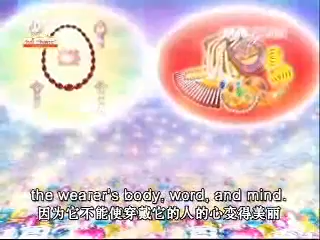 the wearer's body, word, and mind.
因为它不能使穿戴它的人的心变得美丽